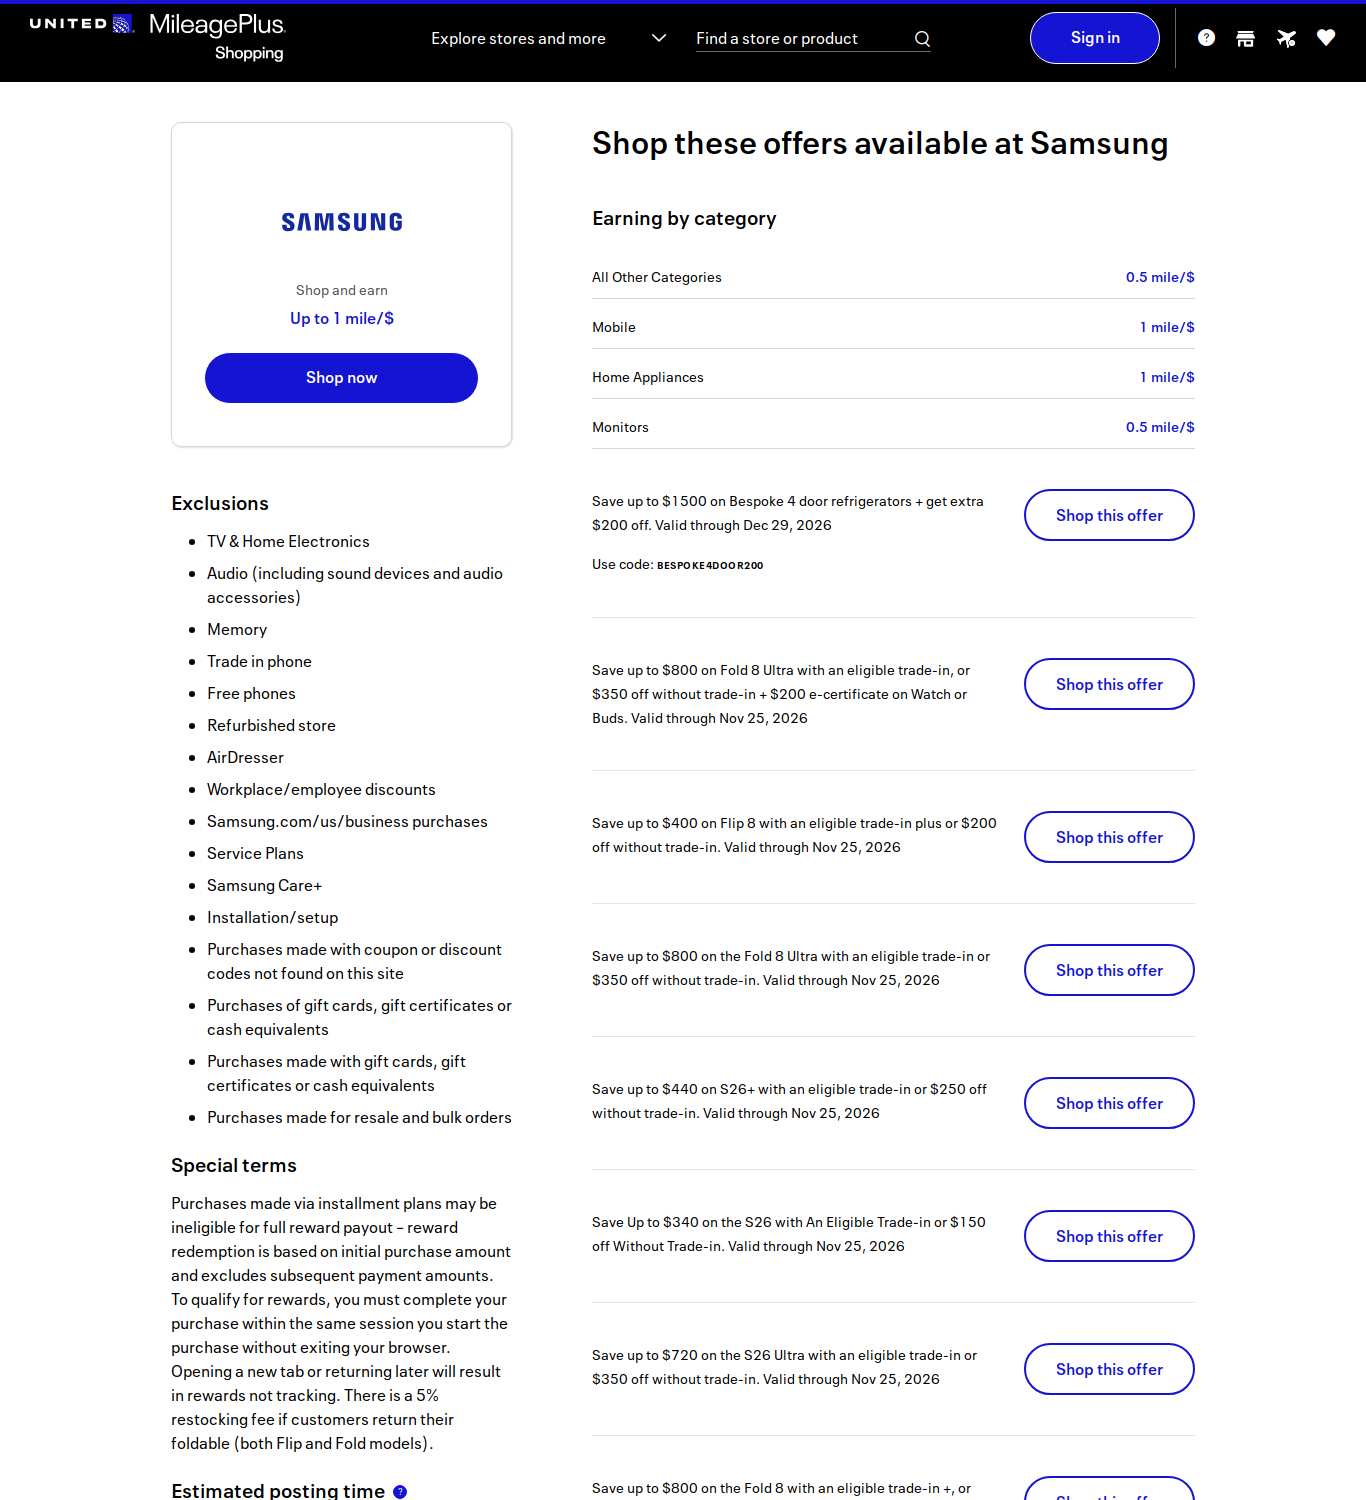 UNITED MileagePlus
Shopping
Explore stores and more
Find a store or product
Sign in
SAMSUNG
Shop and earn
Up to 1 mile/$
Shop now
Exclusions
TV & Home Electronics
Audio (including sound devices and audio
accessories)
Memory
Trade in phone
Free phones
Refurbished store
AirDresser
Workplace/employee discounts
Samsung.com/us/business purchases
Service Plans
Samsung Care+
Installation/setup
Purchases made with coupon or discount
codes not found on this site
Purchases of gift cards, gift certificates or
cash equivalents
Purchases made with gift cards, gift
certificates or cash equivalents
Purchases made for resale and bulk orders
Special terms
Purchases made via installment plans may be
ineligible for full reward payout – reward
redemption is based on initial purchase amount
and excludes subsequent payment amounts.
To qualify for rewards, you must complete your
purchase within the same session you start the
purchase without exiting your browser.
Opening a new tab or returning later will result
in rewards not tracking. There is a 5%
restocking fee if customers return their
foldable (both Flip and Fold models).
Estimated posting time ?
Shop these offers available at Samsung
Earning by category
All Other Categories 0.5 mile/$
Mobile 1 mile/$
Home Appliances 1 mile/$
Monitors 0.5 mile/$
Save up to $1500 on Bespoke 4 door refrigerators + get extra
$200 off. Valid through Dec 29, 2026
Use code: BESPOKE4DOOR200
Shop this offer
Save up to $800 on Fold 8 Ultra with an eligible trade-in, or
$350 off without trade-in + $200 e-certificate on Watch or
Buds. Valid through Nov 25, 2026
Shop this offer
Save up to $400 on Flip 8 with an eligible trade-in plus or $200
off without trade-in. Valid through Nov 25, 2026
Shop this offer
Save up to $800 on the Fold 8 Ultra with an eligible trade-in or
$350 off without trade-in. Valid through Nov 25, 2026
Shop this offer
Save up to $440 on S26+ with an eligible trade-in or $250 off
without trade-in. Valid through Nov 25, 2026
Shop this offer
Save Up to $340 on the S26 with An Eligible Trade-in or $150
off Without Trade-in. Valid through Nov 25, 2026
Shop this offer
Save up to $720 on the S26 Ultra with an eligible trade-in or
$350 off without trade-in. Valid through Nov 25, 2026
Shop this offer
Save up to $800 on the Fold 8 with an eligible trade-in +, or
Shop this offer